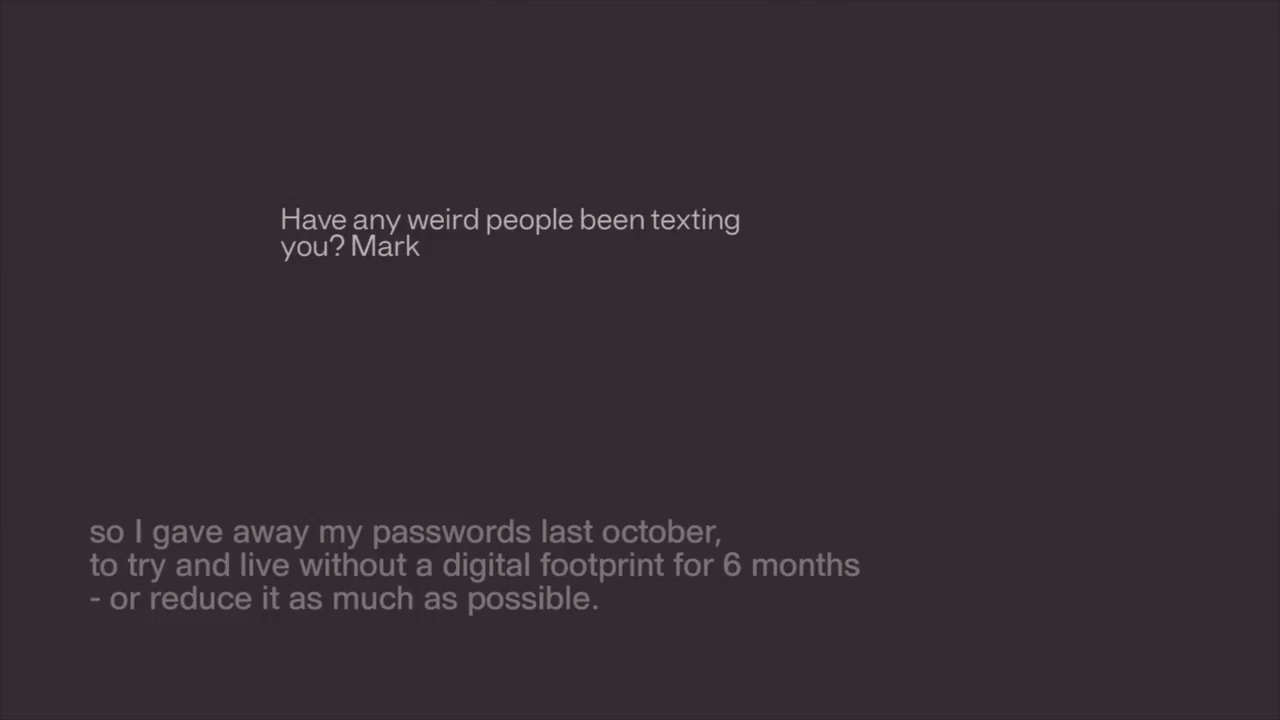 Have any weird people been texting
you? Mark
so I gave away my passwords last october,
to try and live without a digital footprint for 6 months
- or reduce it as much as possible.